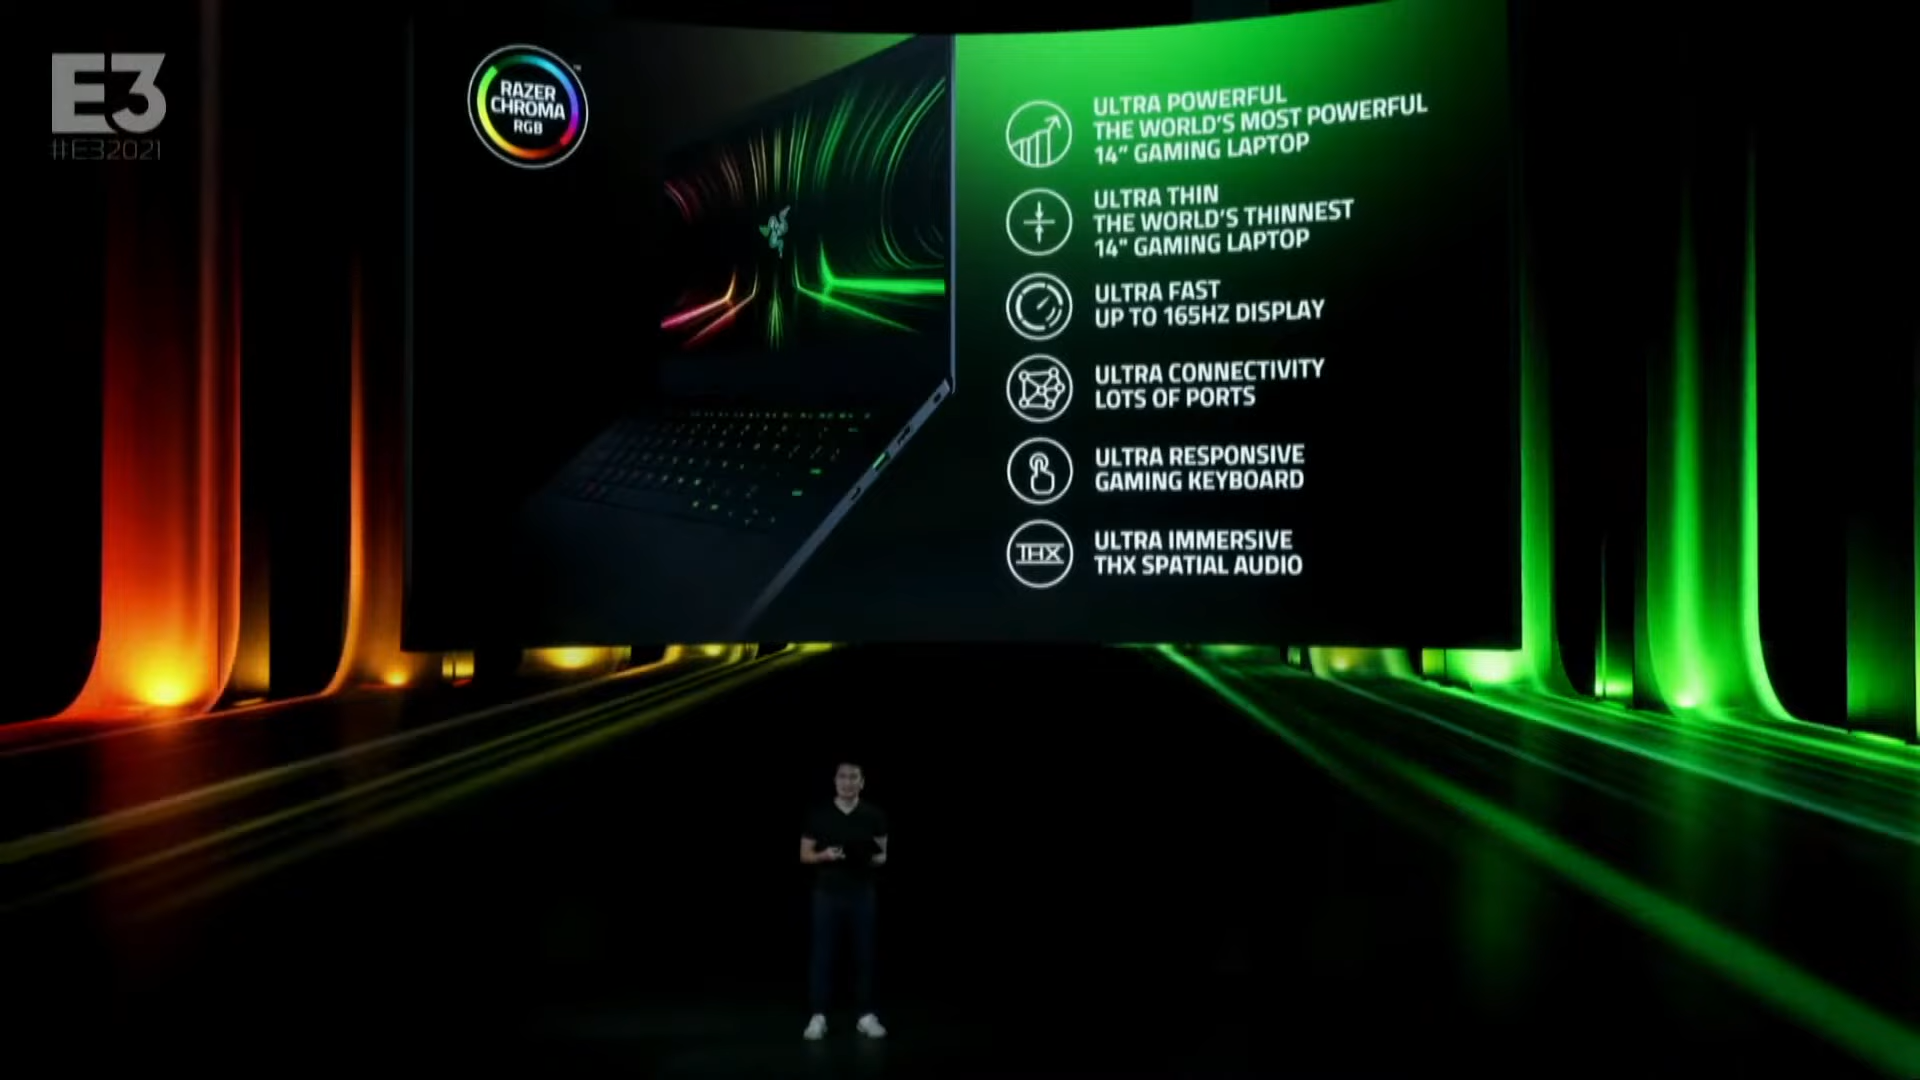 E3
#E32021
RAZER
CHROMA
RGB
™
ULTRA POWERFUL
THE WORLD'S MOST POWERFUL
14" GAMING LAPTOP
ULTRA THIN
THE WORLD'S THINNEST
14" GAMING LAPTOP
ULTRA FAST
UP TO 165HZ DISPLAY
ULTRA CONNECTIVITY
LOTS OF PORTS
ULTRA RESPONSIVE
GAMING KEYBOARD
THX
ULTRA IMMERSIVE
THX SPATIAL AUDIO